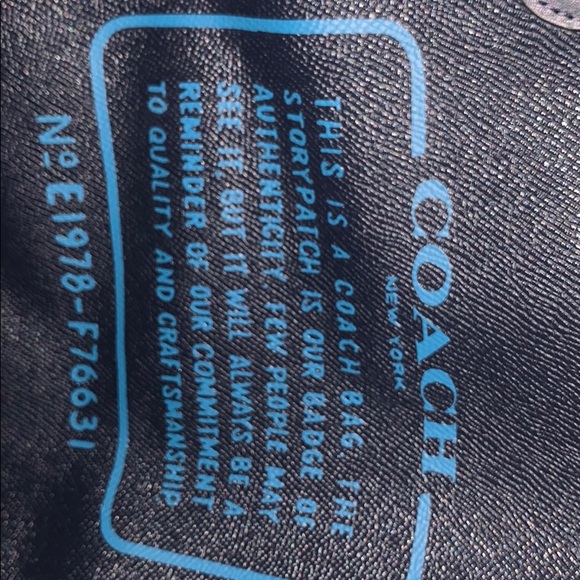 COACH
NEW YORK
THIS IS A COACH BAG. THE
STORYPATCH IS OUR BADGE OF
AUTHENTICITY. FEW PEOPLE MAY
SEE IT, BUT IT WILL ALWAYS BE A
REMINDER OF OUR COMMITMENT
TO QUALITY AND CRAFTSMANSHIP
Nº E1978-F76631